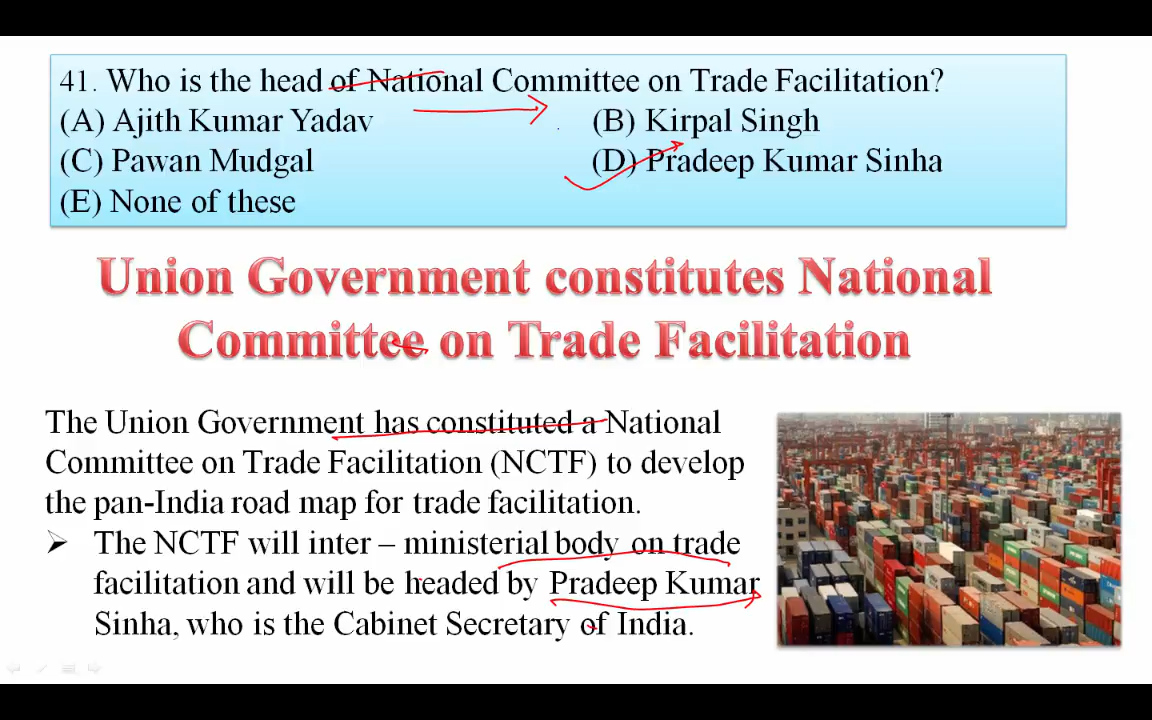 41. Who is the head of National Committee on Trade Facilitation?
(A) Ajith Kumar Yadav (B) Kirpal Singh
(C) Pawan Mudgal (D) Pradeep Kumar Sinha
(E) None of these
Union Government constitutes National
Committee on Trade Facilitation
The Union Government has constituted a National
Committee on Trade Facilitation (NCTF) to develop
the pan-India road map for trade facilitation.
➢ The NCTF will inter – ministerial body on trade
facilitation and will be headed by Pradeep Kumar
Sinha, who is the Cabinet Secretary of India.